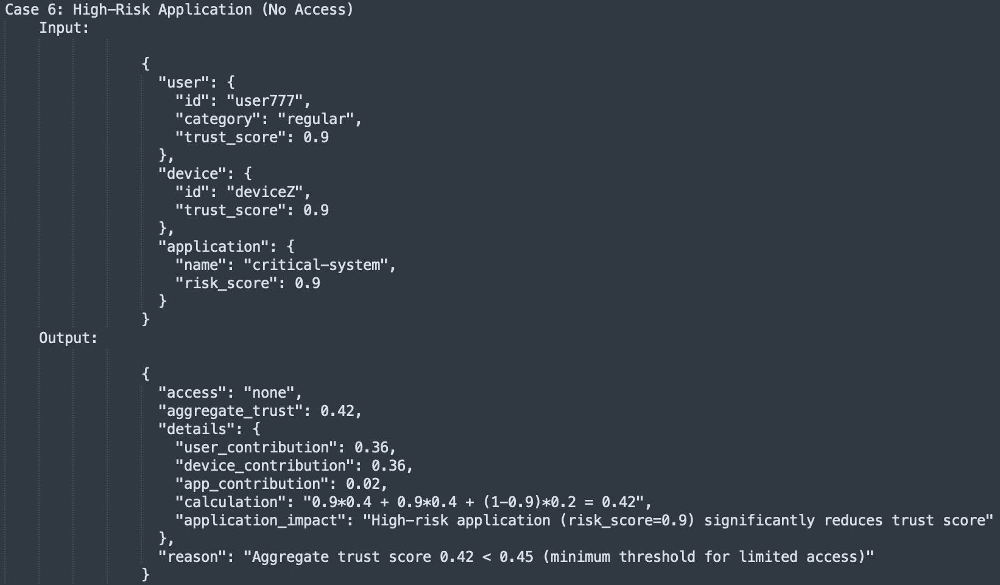 Case 6: High-Risk Application (No Access)
Input:
{
"user": {
"id": "user777",
"category": "regular",
"trust_score": 0.9
},
"device": {
"id": "deviceZ",
"trust_score": 0.9
},
"application": {
"name": "critical-system",
"risk_score": 0.9
}
}
Output:
{
"access": "none",
"aggregate_trust": 0.42,
"details": {
"user_contribution": 0.36,
"device_contribution": 0.36,
"app_contribution": 0.02,
"calculation": "0.9*0.4 + 0.9*0.4 + (1-0.9)*0.2 = 0.42",
"application_impact": "High-risk application (risk_score=0.9) significantly reduces trust score"
},
"reason": "Aggregate trust score 0.42 < 0.45 (minimum threshold for limited access)"
}